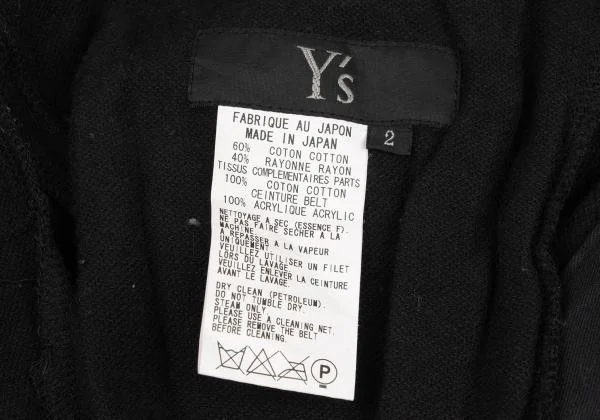 Y's
2
FABRIQUE AU JAPON
MADE IN JAPAN
60% COTON COTTON
40% RAYONNE RAYON
TISSUS COMPLEMENTAIRES PARTS
100% COTON COTTON
CEINTURE BELT
100% ACRYLIQUE ACRYLIC
NETTOYAGE A SEC (ESSENCE F).
NE PAS FAIRE SECHER A LA
MACHINE.
A REPASSER A LA VAPEUR
UNIQUEMENT.
VEUILLEZ UTILISER UN FILET
LORS DU LAVAGE.
VEUILLEZ ENLEVER LA CEINTURE
AVANT LE LAVAGE.
DRY CLEAN (PETROLEUM).
DO NOT TUMBLE DRY.
STEAM ONLY.
PLEASE USE A CLEANING NET.
PLEASE REMOVE THE BELT
BEFORE CLEANING.
P